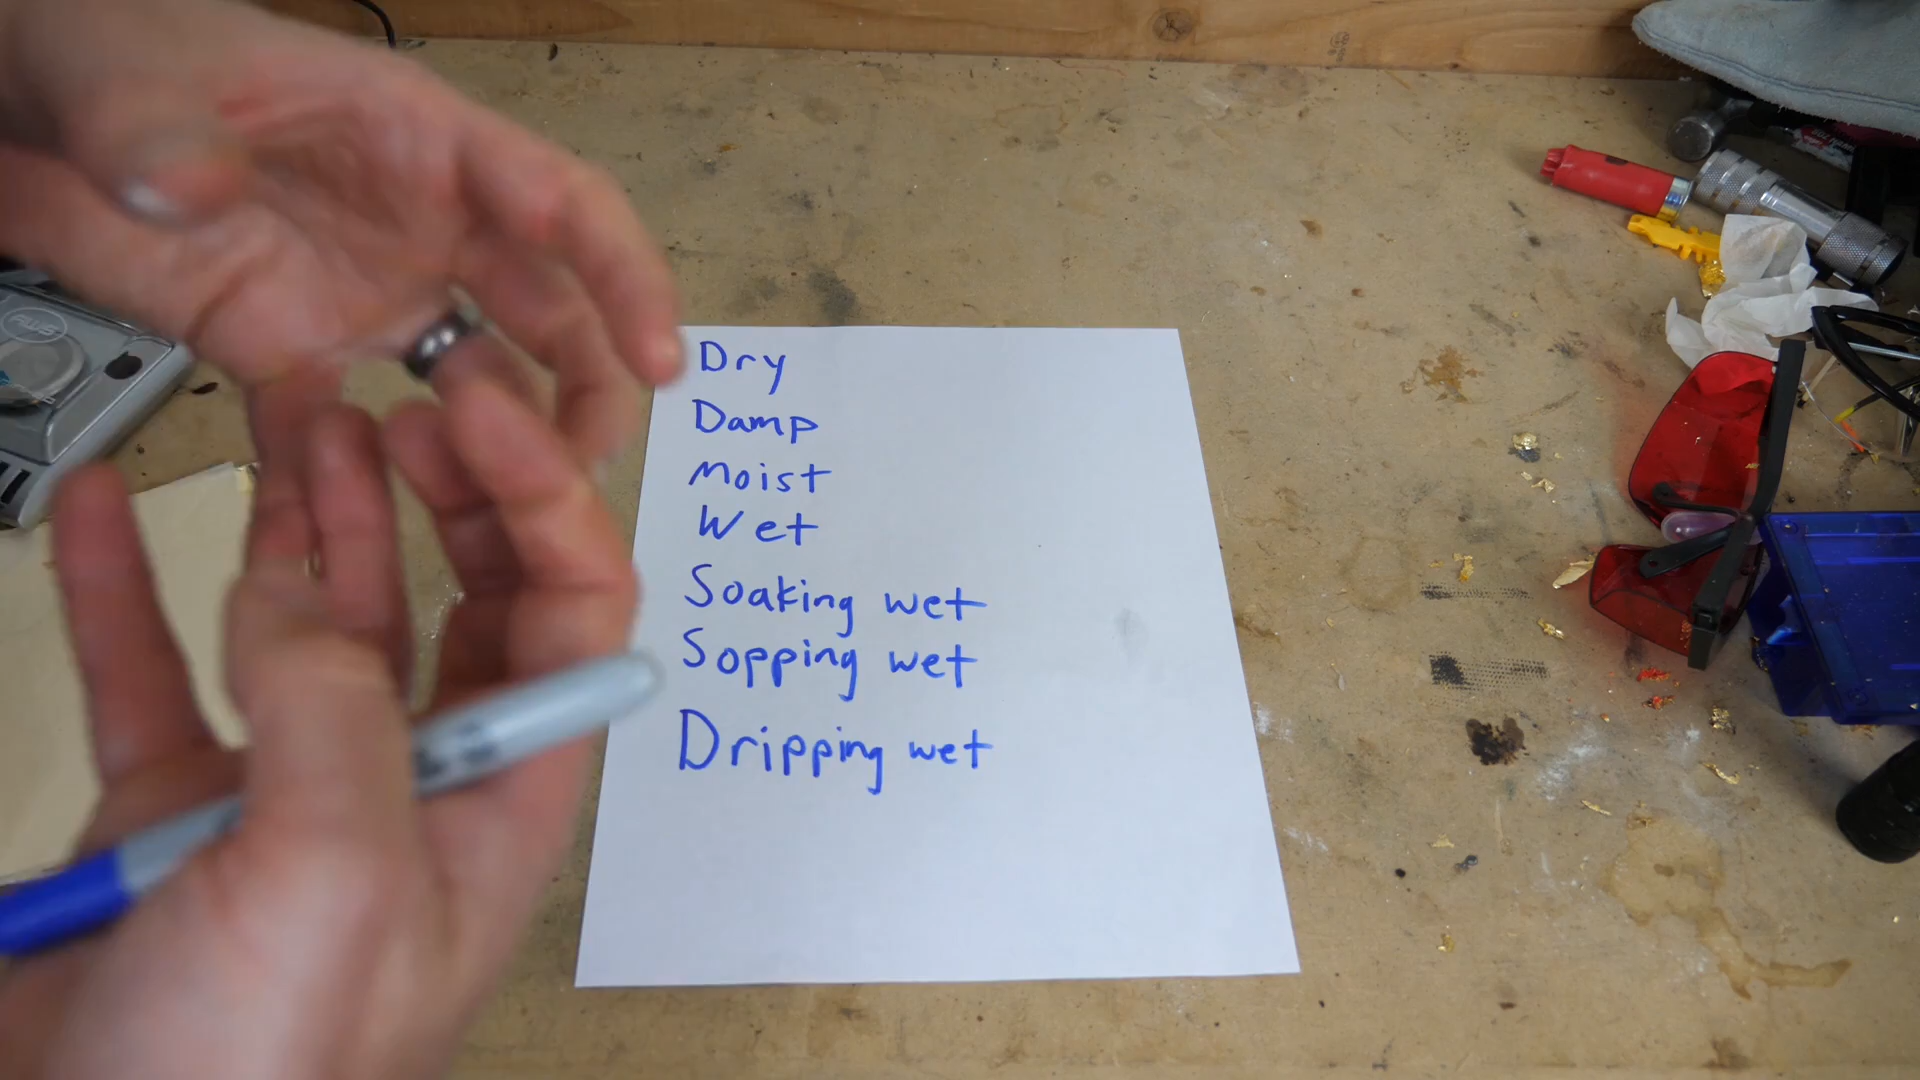 Dry
Damp
Moist
Wet
Soaking wet
Sopping wet
Dripping wet